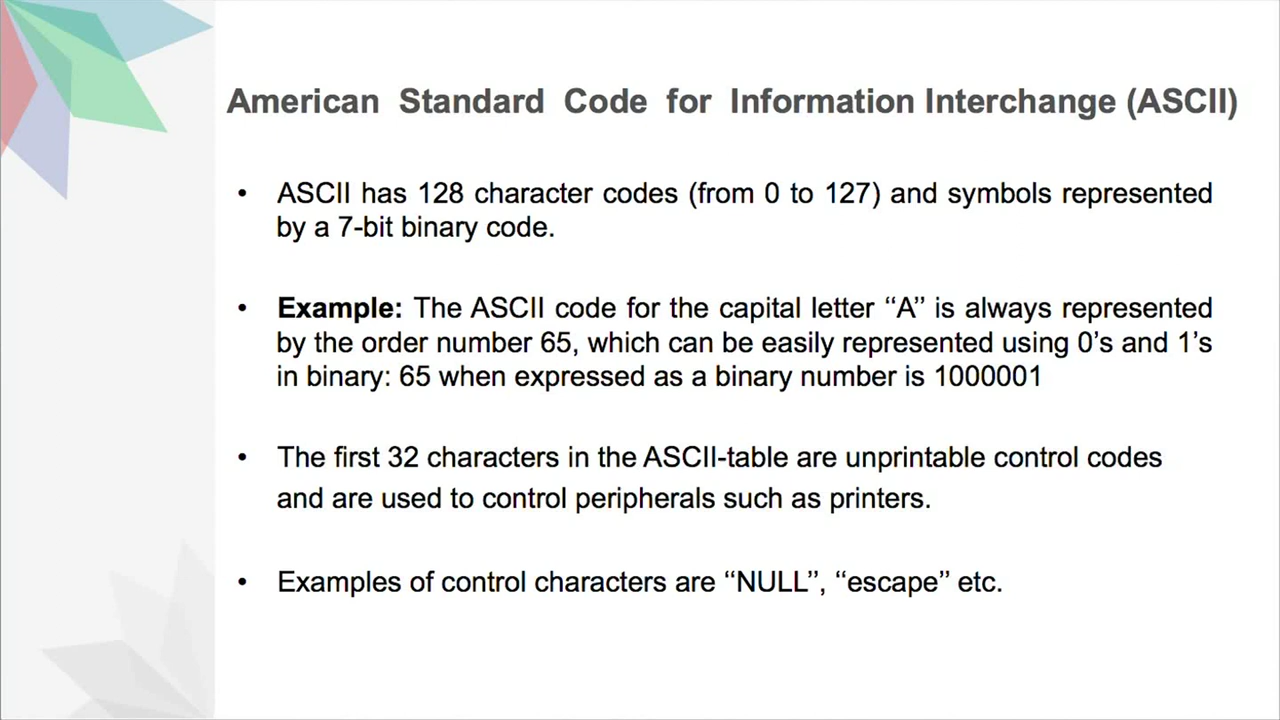 American Standard Code for Information Interchange (ASCII)
• ASCII has 128 character codes (from 0 to 127) and symbols represented
by a 7-bit binary code.
• Example: The ASCII code for the capital letter ‘‘A’’ is always represented
by the order number 65, which can be easily represented using 0’s and 1’s
in binary: 65 when expressed as a binary number is 1000001
• The first 32 characters in the ASCII-table are unprintable control codes
and are used to control peripherals such as printers.
• Examples of control characters are ‘‘NULL’’, ‘‘escape’’ etc.